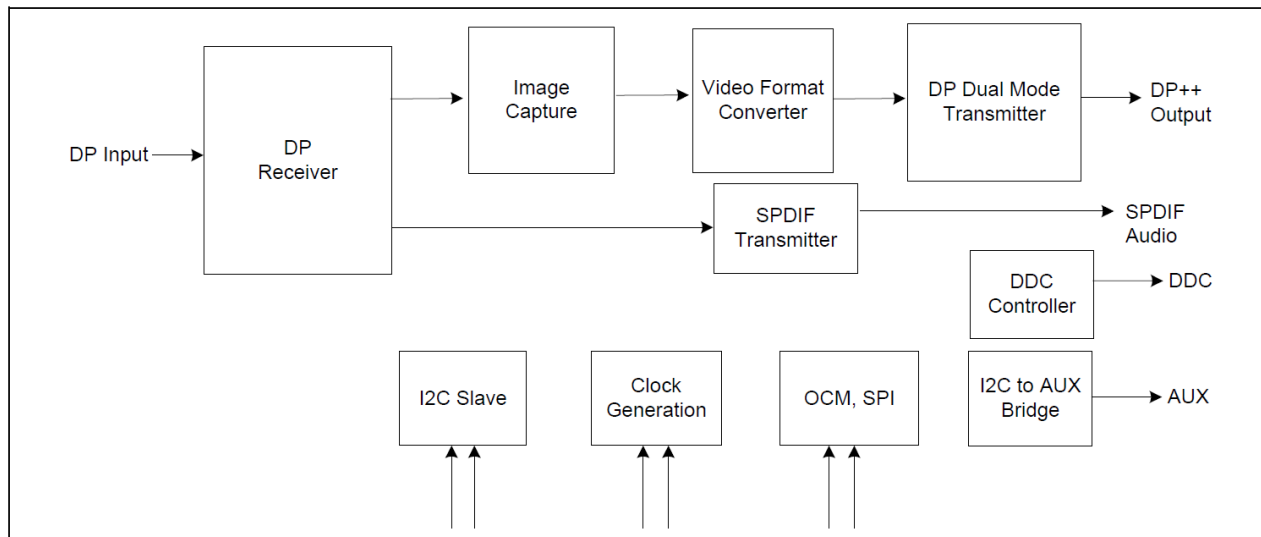 DP Input
DP
Receiver
Image
Capture
Video Format
Converter
DP Dual Mode
Transmitter
DP++
Output
SPDIF
Transmitter
SPDIF
Audio
DDC
Controller
DDC
I2C Slave
Clock
Generation
OCM, SPI
I2C to AUX
Bridge
AUX